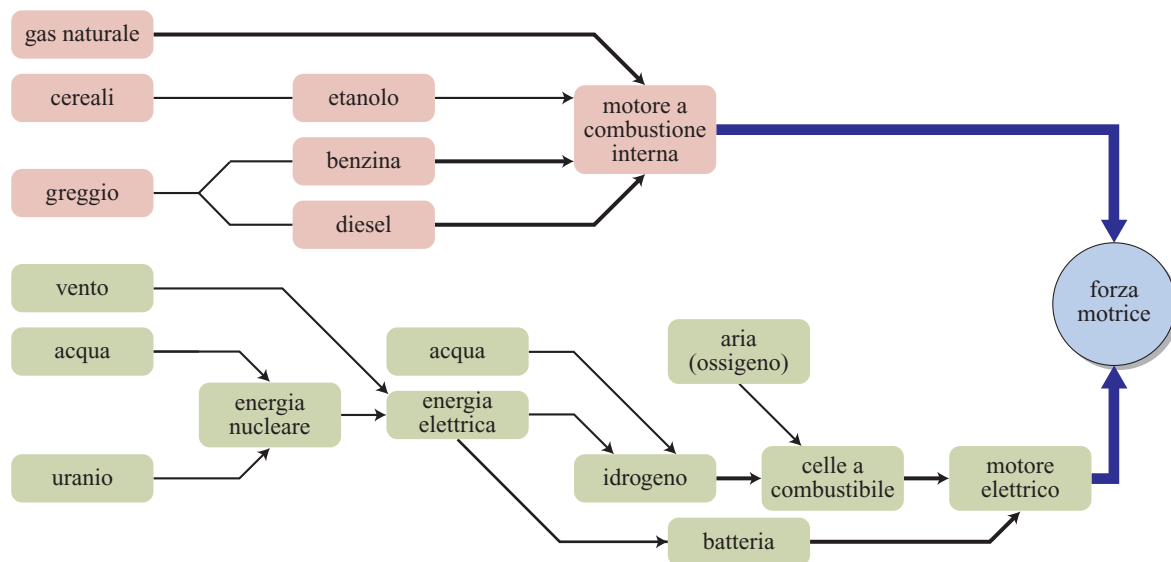 gas naturale
cereali
etanolo
motore a
combustione
interna
benzina
greggio
diesel
vento
forza
motrice
acqua
acqua
aria
(ossigeno)
energia
nucleare
energia
elettrica
uranio
idrogeno
celle a
combustibile
motore
elettrico
batteria